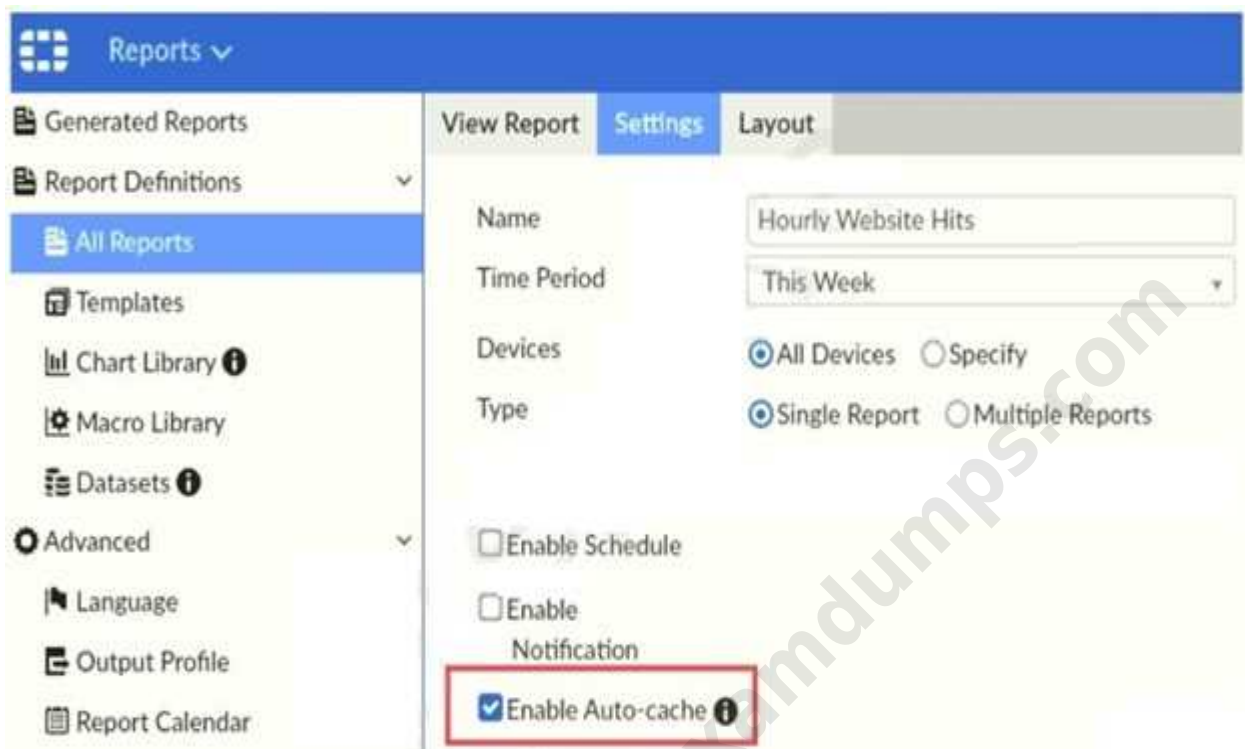 Reports
Generated Reports
Report Definitions
All Reports
Templates
Chart Library
Macro Library
Datasets
Advanced
Language
Output Profile
Report Calendar
View Report Settings Layout
Name Hourly Website Hits
Time Period This Week
Devices All Devices Specify
Type Single Report Multiple Reports
Enable Schedule
Enable
Notification
Enable Auto-cache
examdumps.com